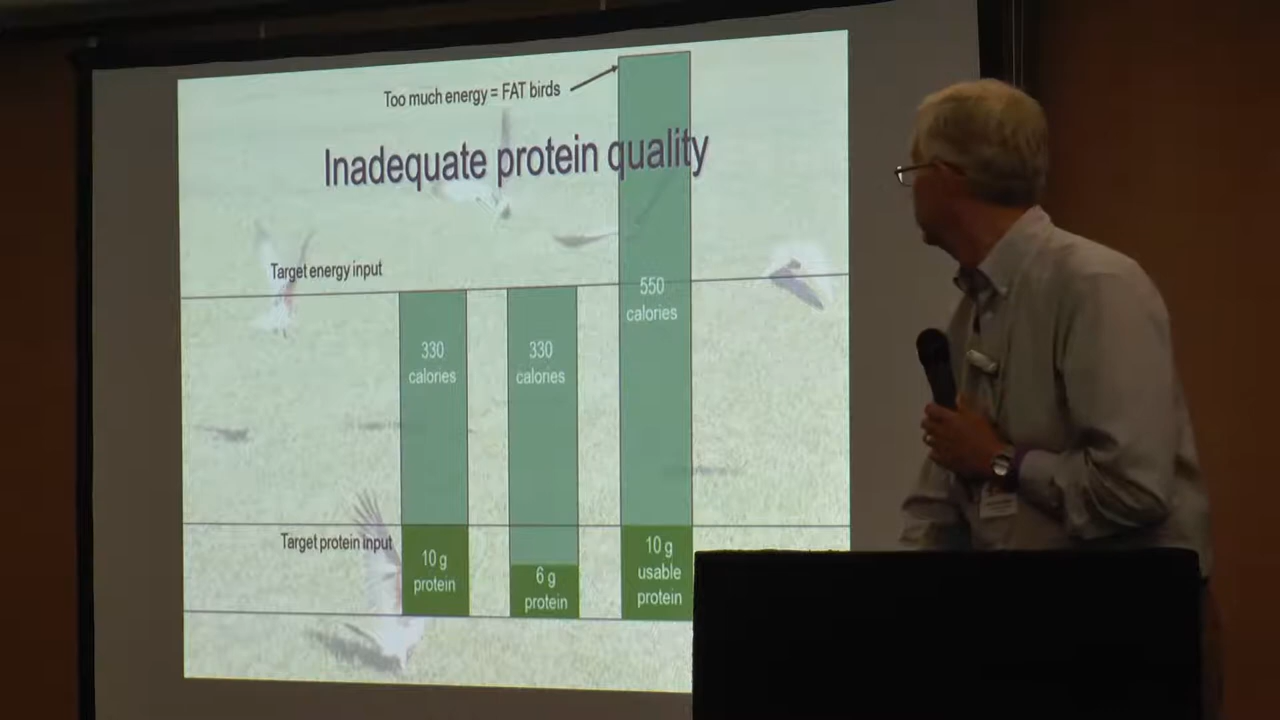 Too much energy = FAT birds
Inadequate protein quality
Target energy input
330
calories
330
calories
550
calories
Target protein input
10 g
protein
6 g
protein
10 g
usable
protein